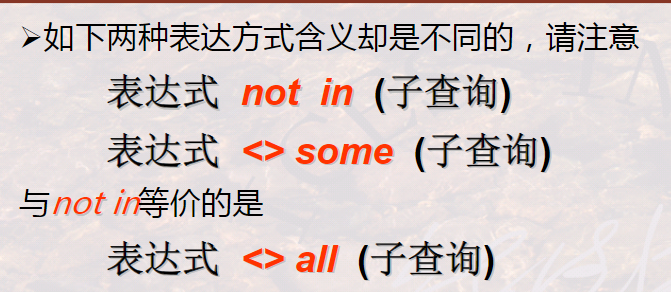 ➢如下两种表达方式含义却是不同的，请注意
表达式 not in (子查询)
表达式 <> some (子查询)
与not in等价的是
表达式 <> all (子查询)